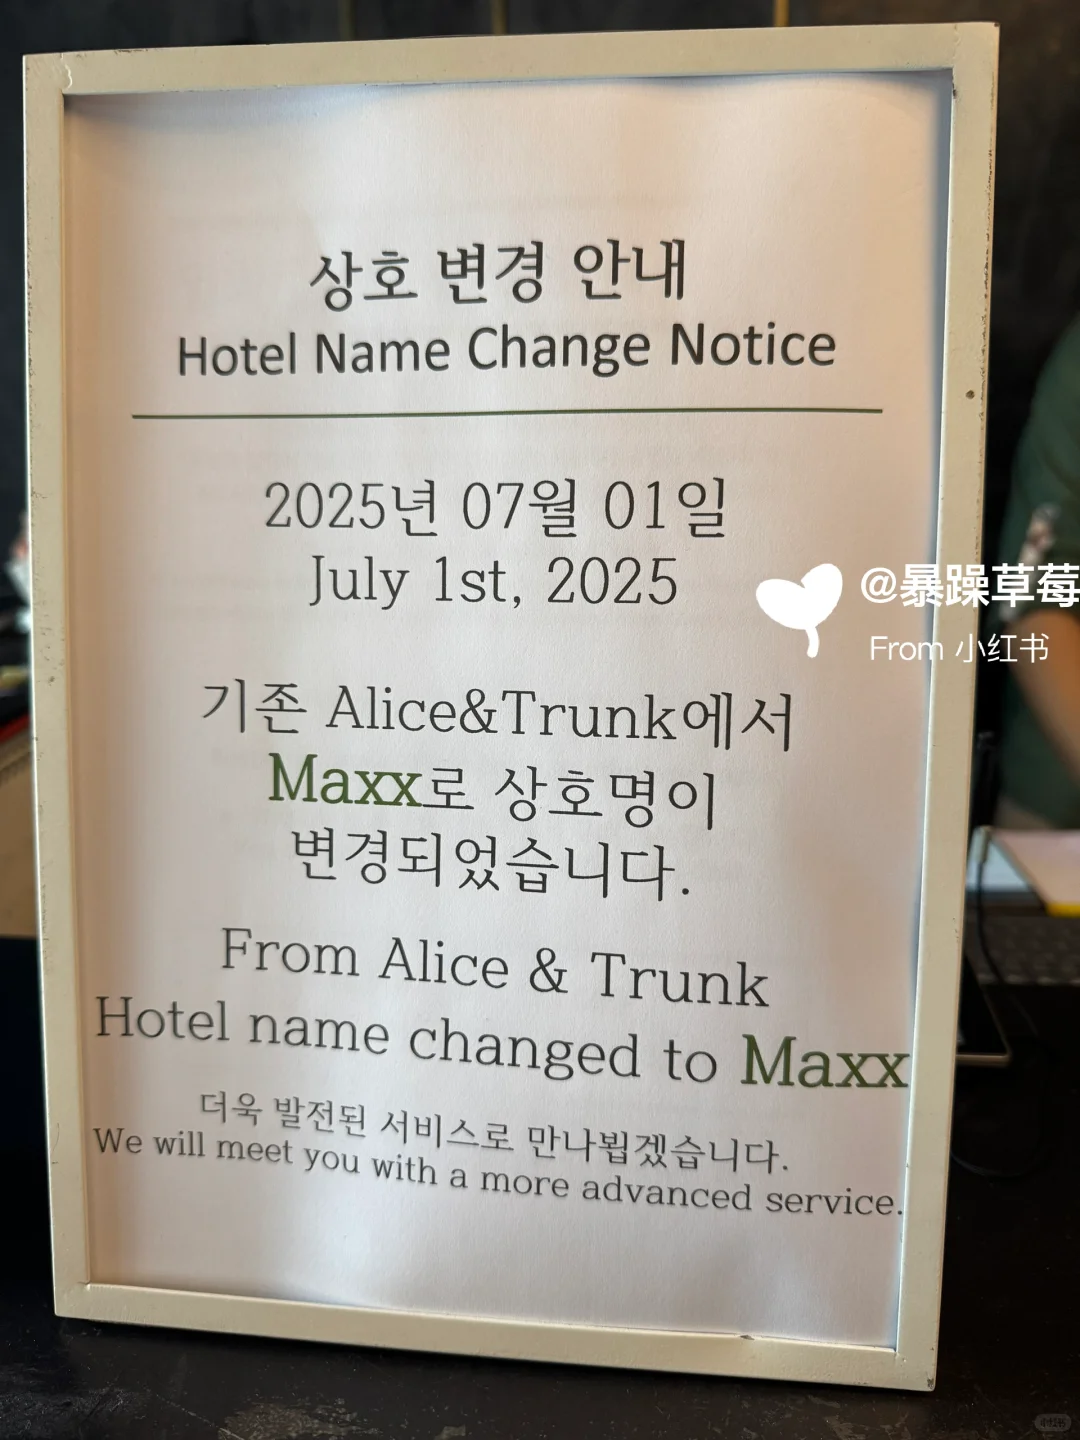 상호 변경 안내
Hotel Name Change Notice
2025년 07월 01일
July 1st, 2025
@暴躁草莓
From 小红书
기존 Alice&Trunk에서
Maxx로 상호명이
변경되었습니다.
From Alice & Trunk
Hotel name changed to Maxx
더욱 발전된 서비스로 만나뵙겠습니다.
We will meet you with a more advanced service.
小红书